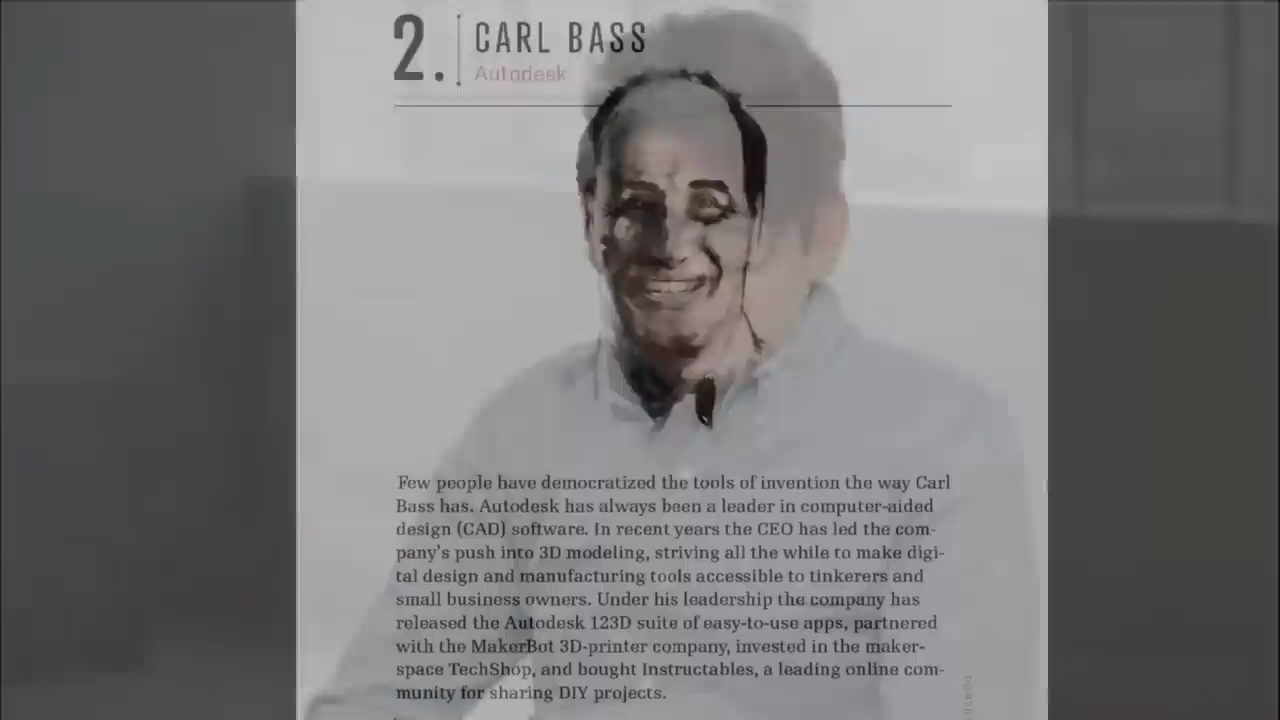 2. CARL BASS
Autodesk
Few people have democratized the tools of invention the way Carl
Bass has. Autodesk has always been a leader in computer-aided
design (CAD) software. In recent years the CEO has led the com-
pany's push into 3D modeling, striving all the while to make digi-
tal design and manufacturing tools accessible to tinkerers and
small business owners. Under his leadership the company has
released the Autodesk 123D suite of easy-to-use apps, partnered
with the MakerBot 3D-printer company, invested in the maker-
space TechShop, and bought Instructables, a leading online com-
munity for sharing DIY projects.